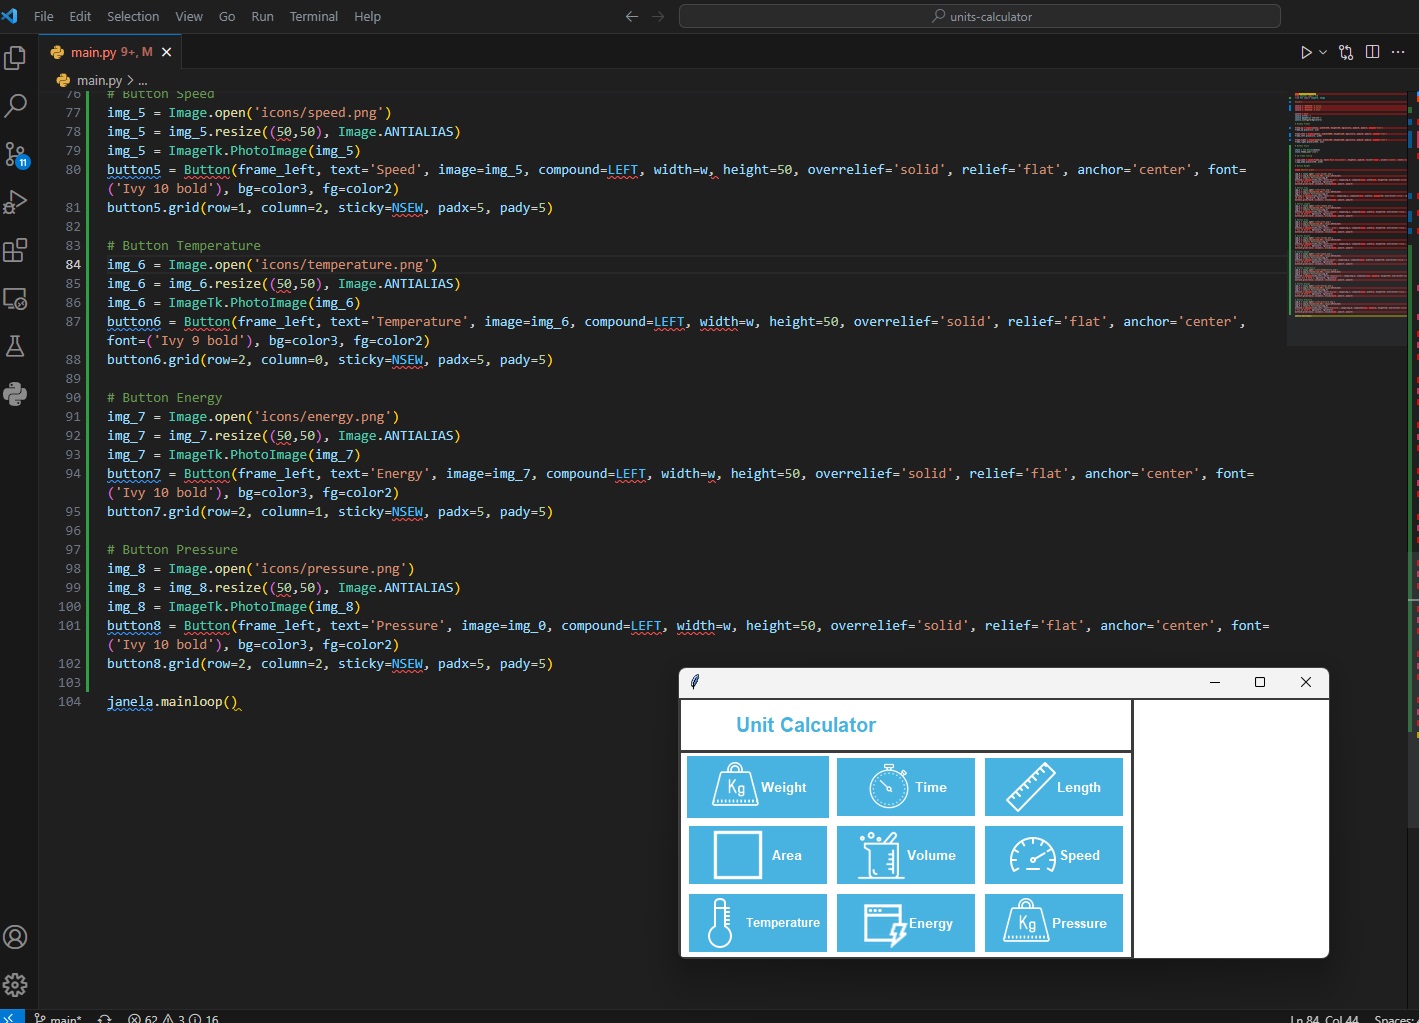 File Edit Selection View Go Run Terminal Help
units-calculator
main.py 9+, M
main.py > ...
76 # Button Speed
77 img_5 = Image.open('icons/speed.png')
78 img_5 = img_5.resize((50,50), Image.ANTIALIAS)
79 img_5 = ImageTk.PhotoImage(img_5)
80 button5 = Button(frame_left, text='Speed', image=img_5, compound=LEFT, width=w, height=50, overrelief='solid', relief='flat', anchor='center', font=
('Ivy 10 bold'), bg=color3, fg=color2)
81 button5.grid(row=1, column=2, sticky=NSEW, padx=5, pady=5)
82
83 # Button Temperature
84 img_6 = Image.open('icons/temperature.png')
85 img_6 = img_6.resize((50,50), Image.ANTIALIAS)
86 img_6 = ImageTk.PhotoImage(img_6)
87 button6 = Button(frame_left, text='Temperature', image=img_6, compound=LEFT, width=w, height=50, overrelief='solid', relief='flat', anchor='center',
font=('Ivy 9 bold'), bg=color3, fg=color2)
88 button6.grid(row=2, column=0, sticky=NSEW, padx=5, pady=5)
89
90 # Button Energy
91 img_7 = Image.open('icons/energy.png')
92 img_7 = img_7.resize((50,50), Image.ANTIALIAS)
93 img_7 = ImageTk.PhotoImage(img_7)
94 button7 = Button(frame_left, text='Energy', image=img_7, compound=LEFT, width=w, height=50, overrelief='solid', relief='flat', anchor='center', font=
('Ivy 10 bold'), bg=color3, fg=color2)
95 button7.grid(row=2, column=1, sticky=NSEW, padx=5, pady=5)
96
97 # Button Pressure
98 img_8 = Image.open('icons/pressure.png')
99 img_8 = img_8.resize((50,50), Image.ANTIALIAS)
100 img_8 = ImageTk.PhotoImage(img_8)
101 button8 = Button(frame_left, text='Pressure', image=img_0, compound=LEFT, width=w, height=50, overrelief='solid', relief='flat', anchor='center', font=
('Ivy 10 bold'), bg=color3, fg=color2)
102 button8.grid(row=2, column=2, sticky=NSEW, padx=5, pady=5)
103
104 janela.mainloop()
11
Unit Calculator
Kg Weight Time Length
Area Volume Speed
Temperature Energy Kg Pressure
main* 62 3 16 Ln 84, Col 44 Spaces: